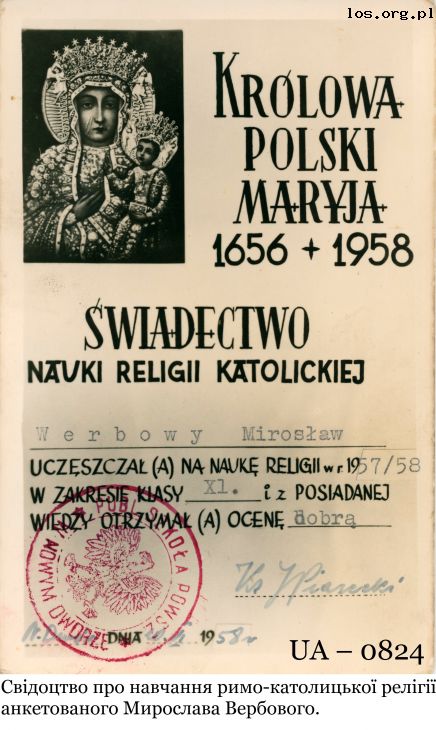 los.org.pl
KRÓLOWA
POLSKI
MARYJA
1656 + 1958
ŚWIADECTWO
NAUKI RELIGII KATOLICKIEJ
Werbowy Mirosław
UCZĘSZCZAŁ (A) NA NAUKĘ RELIGII w r. 1957/58
W ZAKRESIE KLASY XI. i z POSIADANEJ
WIEDZY OTRZYMAŁ (A) OCENĘ dobrą
DNIA 1958 r
W NOWYM DWORZE
UA – 0824
Свідоцтво про навчання римо-католицької релігії
анкетованого Мирослава Вербового.